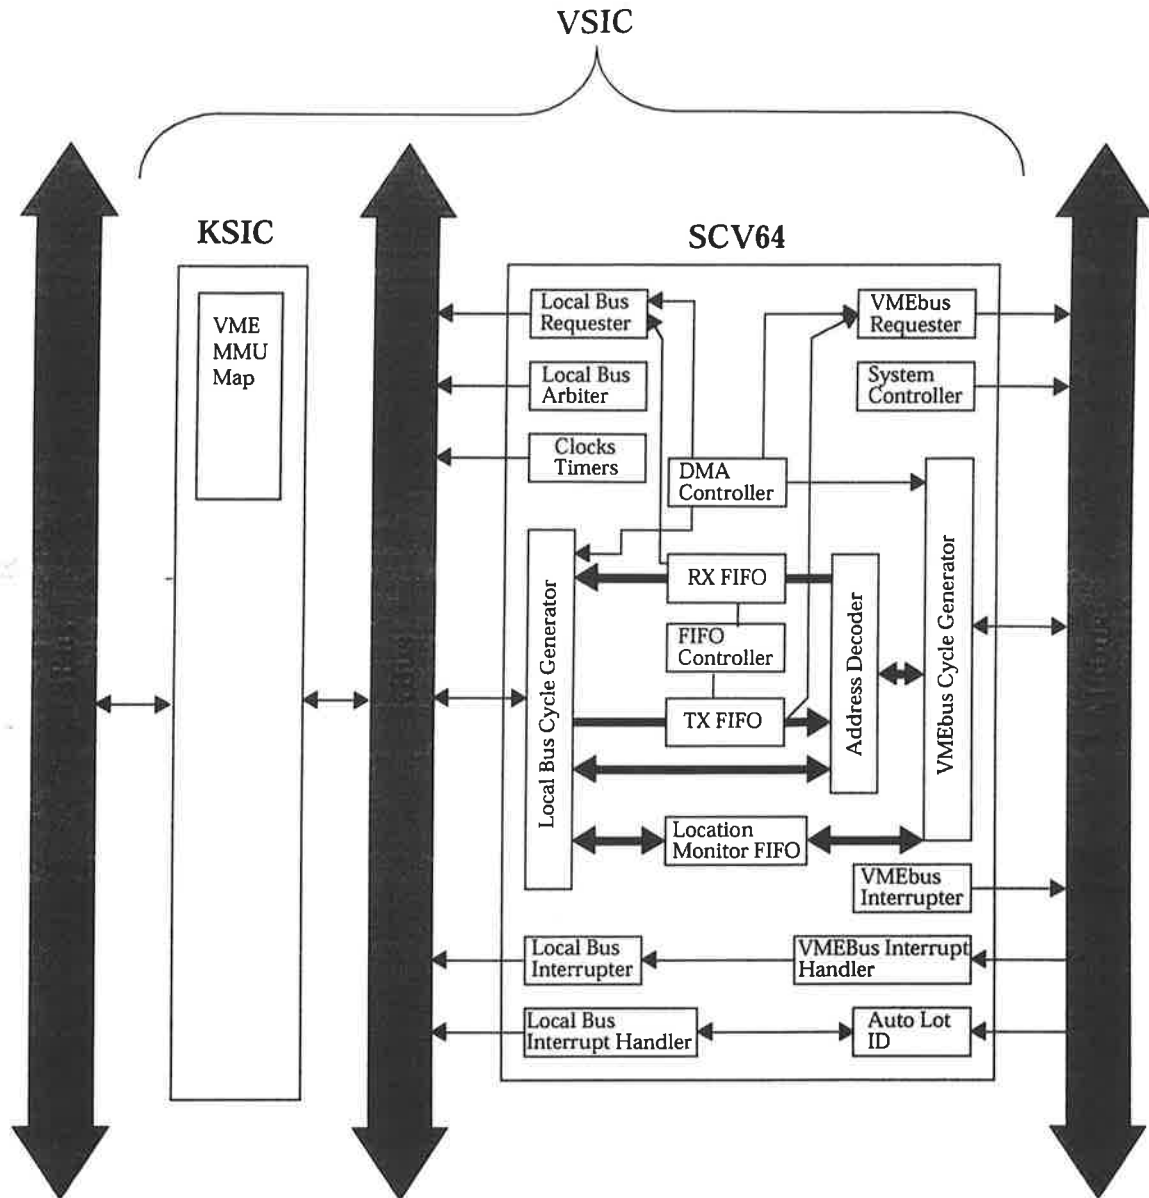 VSIC
KSIC
VME
MMU
Map
SCV64
Local Bus
Requester
VMEbus
Requester
Local Bus
Arbiter
System
Controller
Clocks
Timers
DMA
Controller
Local Bus Cycle Generator
RX FIFO
FIFO
Controller
TX FIFO
Address Decoder
VMEbus Cycle Generator
Location
Monitor FIFO
VMEbus
Interrupter
Local Bus
Interrupter
VMEBus Interrupt
Handler
Local Bus
Interrupt Handler
Auto Lot
ID